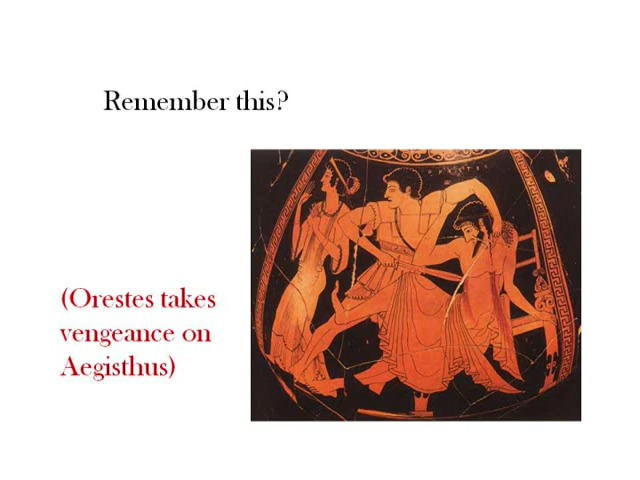 Remember this?
(Orestes takes
vengeance on
Aegisthus)